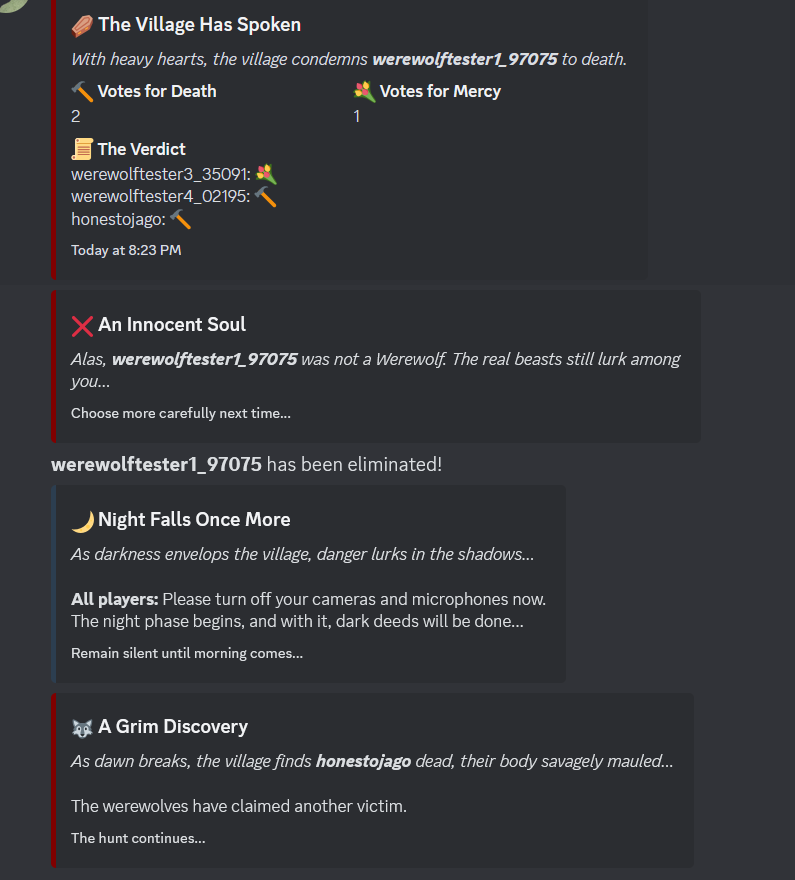 The Village Has Spoken
With heavy hearts, the village condemns werewolftester1_97075 to death.
Votes for Death
Votes for Mercy
2
1
The Verdict
werewolftester3_35091:
werewolftester4_02195:
honestojago:
Today at 8:23 PM
An Innocent Soul
Alas, werewolftester1_97075 was not a Werewolf. The real beasts still lurk among
you...
Choose more carefully next time...
werewolftester1_97075 has been eliminated!
Night Falls Once More
As darkness envelops the village, danger lurks in the shadows...
All players: Please turn off your cameras and microphones now.
The night phase begins, and with it, dark deeds will be done...
Remain silent until morning comes...
A Grim Discovery
As dawn breaks, the village finds honestojago dead, their body savagely mauled...
The werewolves have claimed another victim.
The hunt continues...